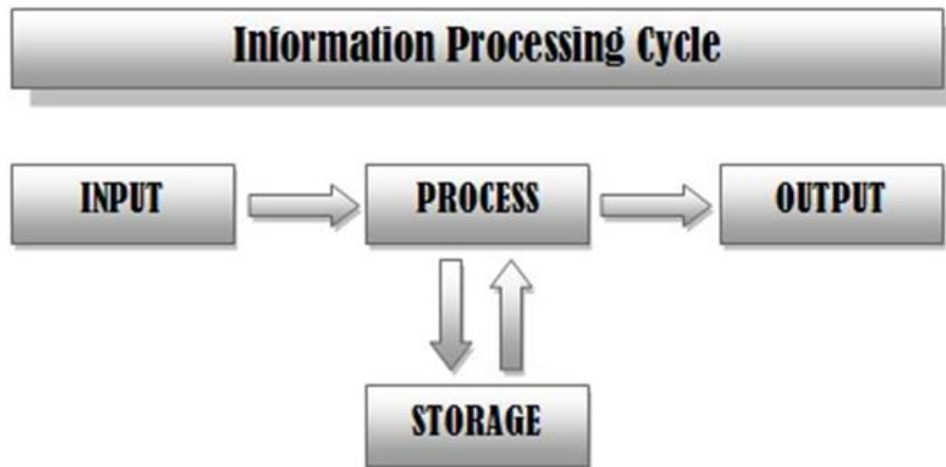 Information Processing Cycle
INPUT
PROCESS
OUTPUT
STORAGE